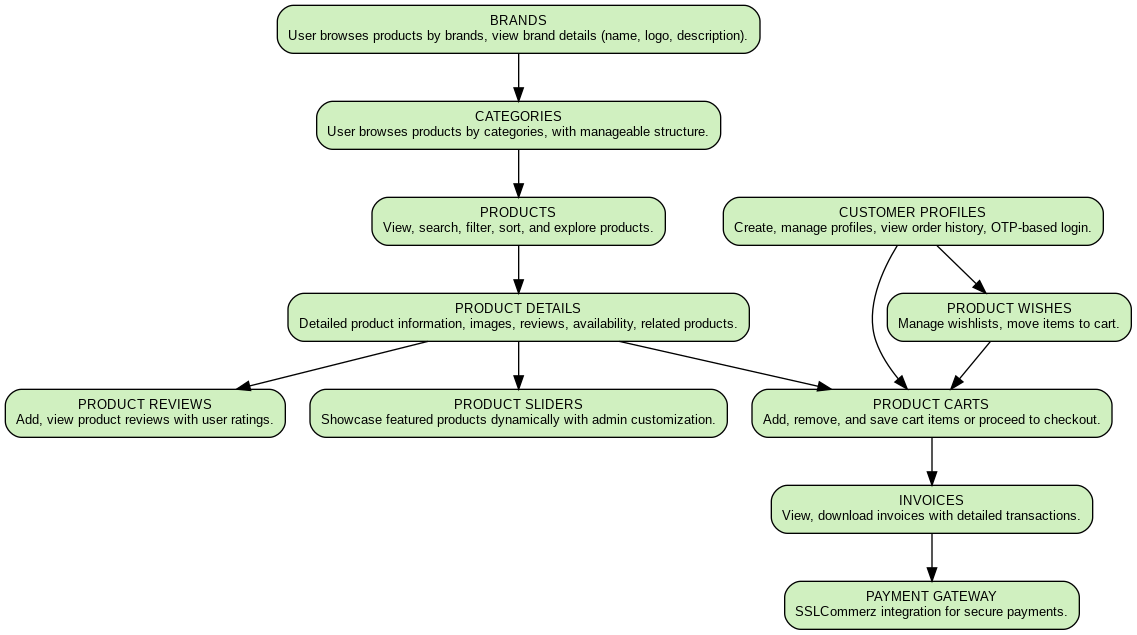 BRANDS
User browses products by brands, view brand details (name, logo, description).
CATEGORIES
User browses products by categories, with manageable structure.
PRODUCTS
View, search, filter, sort, and explore products.
CUSTOMER PROFILES
Create, manage profiles, view order history, OTP-based login.
PRODUCT DETAILS
Detailed product information, images, reviews, availability, related products.
PRODUCT WISHES
Manage wishlists, move items to cart.
PRODUCT REVIEWS
Add, view product reviews with user ratings.
PRODUCT SLIDERS
Showcase featured products dynamically with admin customization.
PRODUCT CARTS
Add, remove, and save cart items or proceed to checkout.
INVOICES
View, download invoices with detailed transactions.
PAYMENT GATEWAY
SSLCommerz integration for secure payments.